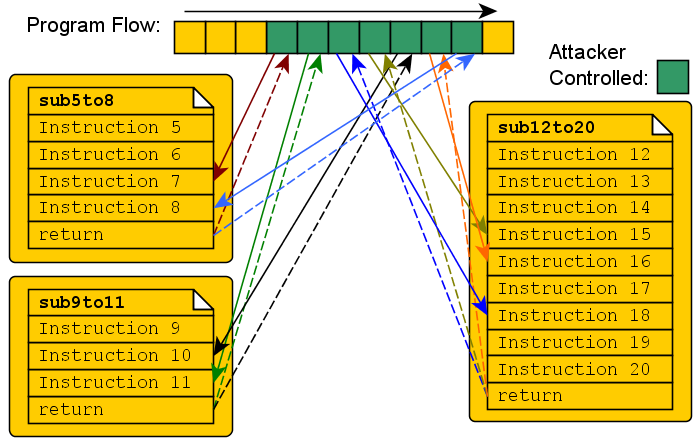 Program Flow:
Attacker
Controlled:
sub5to8
Instruction 5
Instruction 6
Instruction 7
Instruction 8
return
sub9to11
Instruction 9
Instruction 10
Instruction 11
return
sub12to20
Instruction 12
Instruction 13
Instruction 14
Instruction 15
Instruction 16
Instruction 17
Instruction 18
Instruction 19
Instruction 20
return